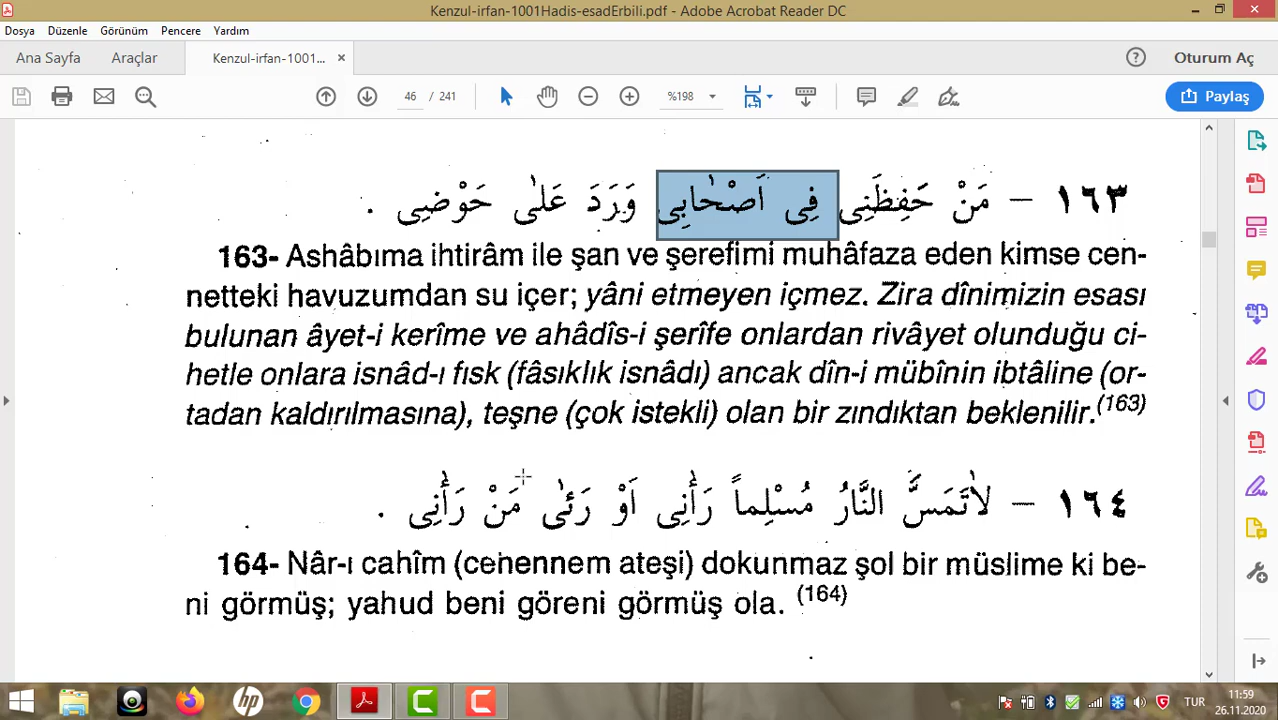 Kenzul-irfan-1001Hadis-esadErbili.pdf - Adobe Acrobat Reader DC
Dosya Düzenle Görünüm Pencere Yardım
Ana Sayfa Araçlar Kenzul-irfan-1001... × Oturum Aç
46 / 241 %198 Paylaş
١٦٣ – مَنْ حَفِظَنِى فِى اَصْحَابِى وَرَدَ عَلٰى حَوْضِى .
163- Ashâbıma ihtirâm ile şan ve şerefimi muhâfaza eden kimse cen-
netteki havuzumdan su içer; yâni etmeyen içmez. Zira dînimizin esası
bulunan âyet-i kerîme ve ahâdîs-i şerîfe onlardan rivâyet olunduğu ci-
hetle onlara isnâd-ı fısk (fâsıklık isnâdı) ancak dîn-i mübînin ibtâline (or-
tadan kaldırılmasına), teşne (çok istekli) olan bir zındıktan beklenilir.(163)
١٦٤ – لاٰتَمَسَّ النَّارُ مُسْلِماً رَأٰنِى اَوْ رَئٰى مَنْ رَأٰنِى .
164- Nâr-ı cahîm (cenennem ateşi) dokunmaz şol bir müslime ki be-
ni görmüş; yahud beni göreni görmüş ola. (164)
hp TUR 11:59
26.11.2020